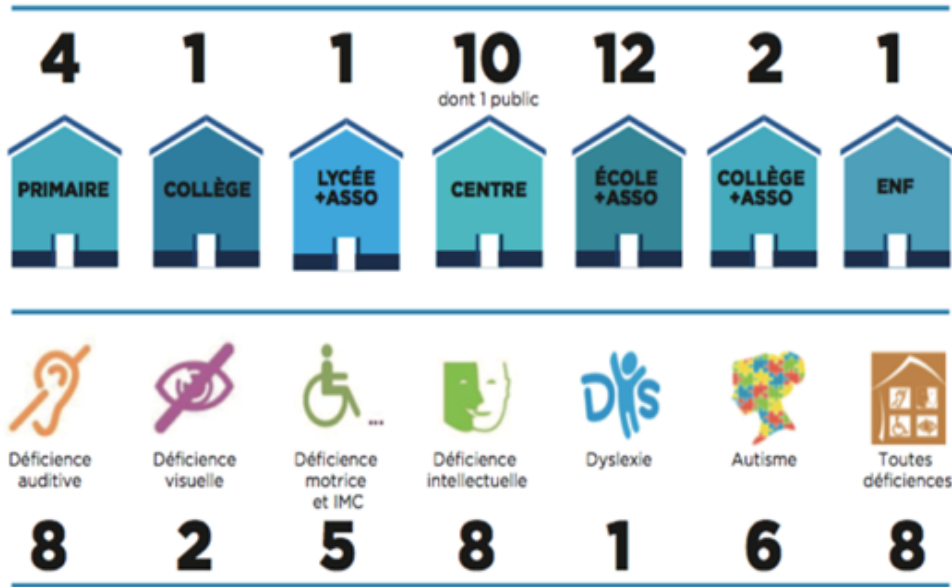 4 1 1 10 12 2 1
dont 1 public
PRIMAIRE
COLLÈGE
LYCÉE
+ASSO
CENTRE
ÉCOLE
+ASSO
COLLÈGE
+ASSO
ENF
DYS
...
Déficience
auditive
Déficience
visuelle
Déficience
motrice
et IMC
Déficience
intellectuelle
Dyslexie
Autisme
Toutes
déficiences
8 2 5 8 1 6 8